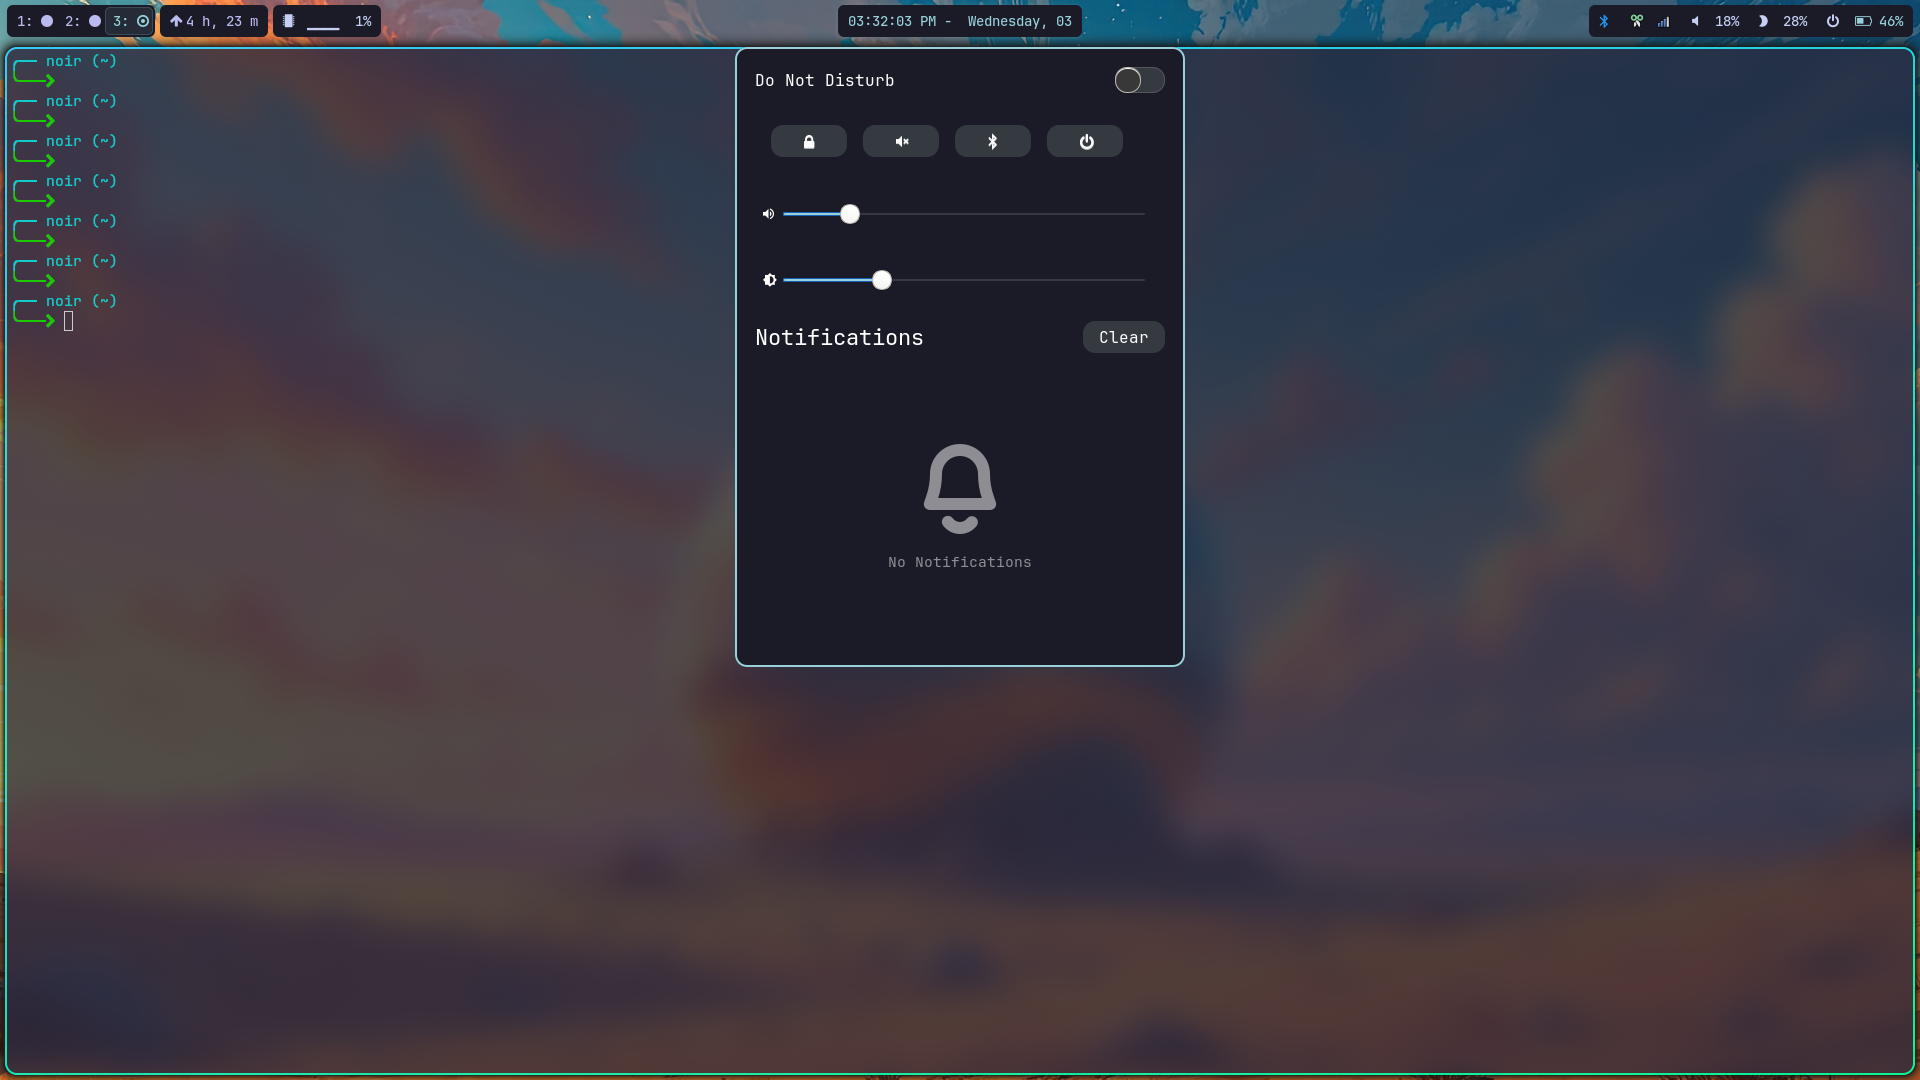 1: 2: 3: 4 h, 23 m 1% 03:32:03 PM - Wednesday, 03 18% 28% 46%
noir (~)
noir (~)
noir (~)
noir (~)
noir (~)
noir (~)
noir (~)
Do Not Disturb
Notifications Clear
No Notifications